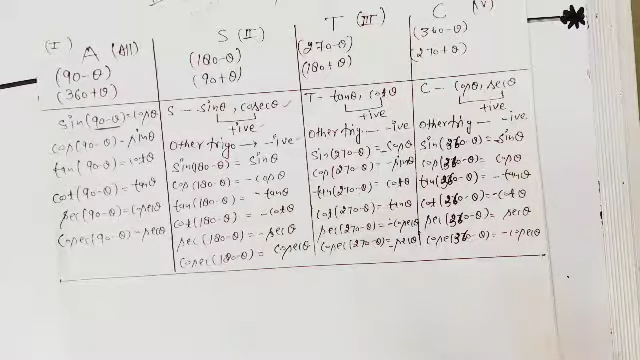 (I) A (All)
(90-θ)
(360+θ)
sin(90-θ)=cosθ
cos(90-θ)=sinθ
tan(90-θ)=cotθ
cot(90-θ)=tanθ
sec(90-θ)=cosecθ
cosec(90-θ)=secθ
S (II)
(180-θ)
(90+θ)
S — sinθ, cosecθ
+ive
Other trigo → -ive
sin(180-θ)= sinθ
cos(180-θ)= -cosθ
tan(180-θ)= -tanθ
cot(180-θ)= -cotθ
sec(180-θ)= -secθ
cosec(180-θ)= cosecθ
T (III)
(270-θ)
(180+θ)
T- tanθ, cotθ
+ive
Other trig — -ive
sin(270-θ)= -cosθ
cos(270-θ)= -sinθ
tan(270-θ)= cotθ
cot(270-θ)= tanθ
sec(270-θ)= -cosecθ
cosec(270-θ)= -secθ
C (IV)
(360-θ)
(270+θ)
C - cosθ, secθ
+ive
Other trig — -ive
sin(360-θ)= -sinθ
cos(360-θ)= cosθ
tan(360-θ)= -tanθ
cot(360-θ)= -cotθ
sec(360-θ)= secθ
cosec(360-θ)= -cosecθ